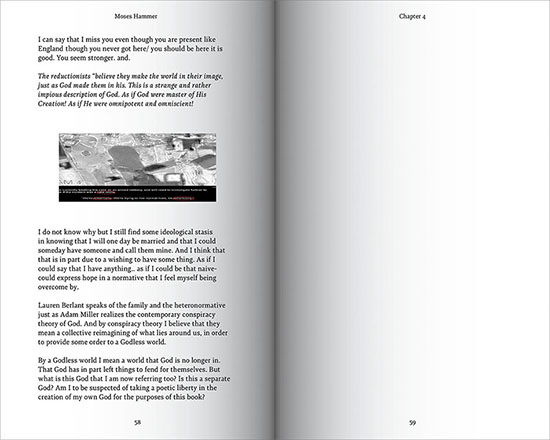 Moses Hammer
I can say that I miss you even though you are present like
England though you never got here/ you should be here it is
good. You seem stronger. and.
The reductionists “believe they make the world in their image,
just as God made them in his. This is a strange and rather
impious description of God. As if God were master of His
Creation! As if He were omnipotent and omniscient!
I do not know why but I still find some ideological stasis
in knowing that I will one day be married and that I could
someday have someone and call them mine. And I think that
that is in part due to a wishing to have some thing. As if I
could say that I have anything.. as if I could be that naive-
could express hope in a normative that I feel myself being
overcome by.
Lauren Berlant speaks of the family and the heteronormative
just as Adam Miller realizes the contemporary conspiracy
theory of God. And by conspiracy theory I believe that they
mean a collective reimagining of what lies around us, in order
to provide some order to a Godless world.
By a Godless world I mean a world that God is no longer in.
That God has in part left things to fend for themselves. But
what is this God that I am now referring too? Is this a separate
God? Am I to be suspected of taking a poetic liberty in the
creation of my own God for the purposes of this book?
58
Chapter 4
59